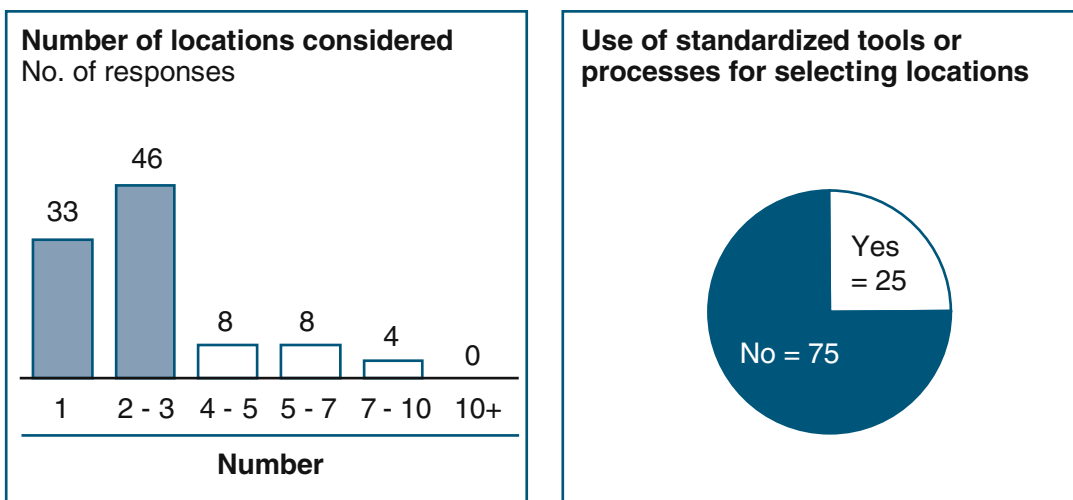 Number of locations considered
No. of responses
33
46
8
8
4
0
1
2 - 3
4 - 5
5 - 7
7 - 10
10+
Number
Use of standardized tools or
processes for selecting locations
Yes
= 25
No = 75